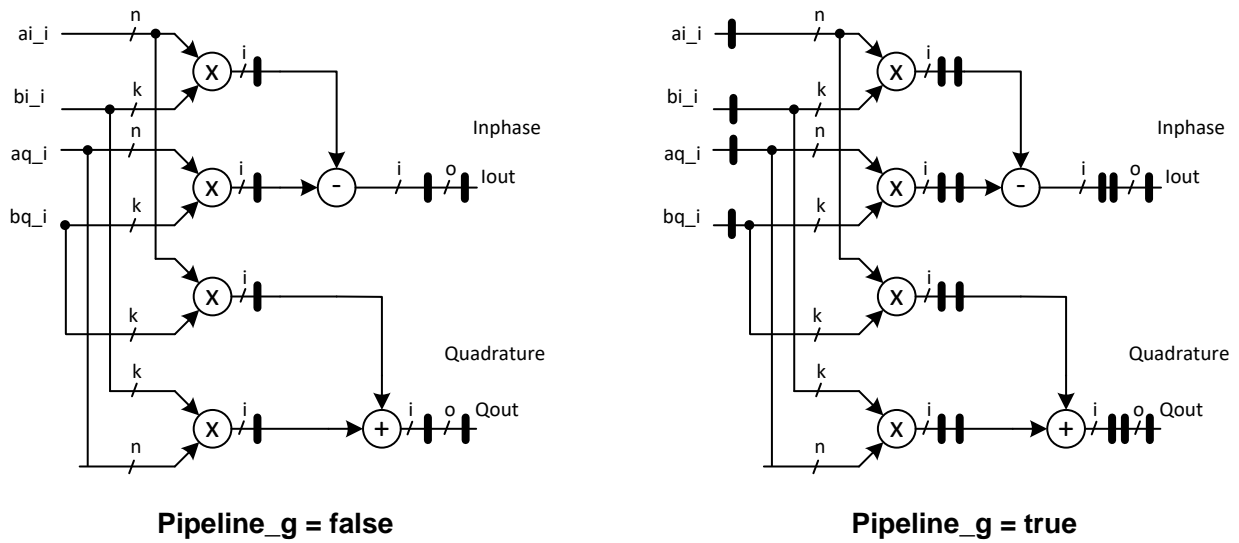 n
ai_i
X
i
bi_i
k
Inphase
n
aq_i
X
i
-
i
o
Iout
bq_i
k
X
i
k
Quadrature
k
X
i
+
i
o
Qout
n
Pipeline_g = false
n
ai_i
X
i
bi_i
k
Inphase
n
aq_i
X
i
-
i
o
Iout
bq_i
k
X
i
k
Quadrature
k
X
i
+
i
o
Qout
n
Pipeline_g = true